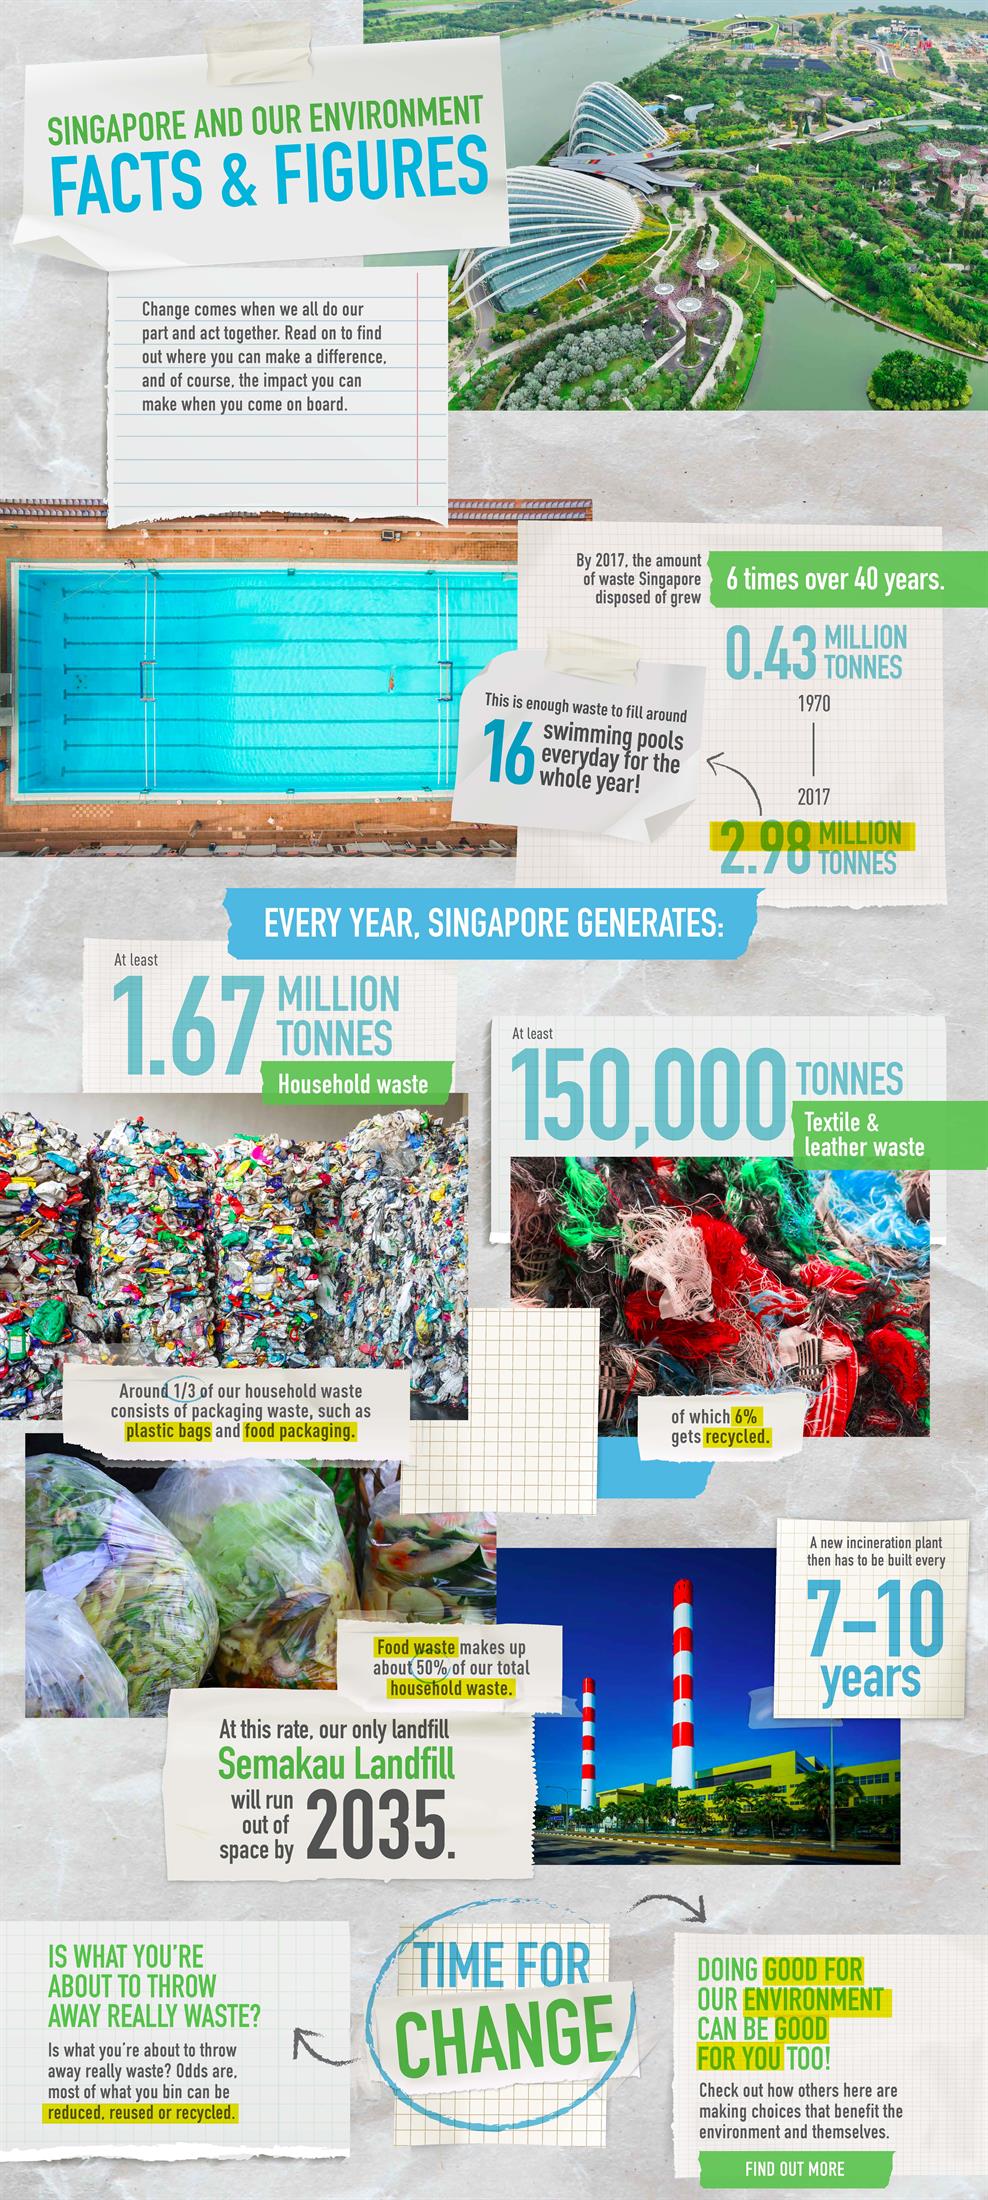 SINGAPORE AND OUR ENVIRONMENT
FACTS & FIGURES
Change comes when we all do our
part and act together. Read on to find
out where you can make a difference,
and of course, the impact you can
make when you come on board.
By 2017, the amount
of waste Singapore
disposed of grew
6 times over 40 years.
0.43 MILLION
TONNES
1970
2017
2.98 MILLION
TONNES
This is enough waste to fill around
16 swimming pools
everyday for the
whole year!
EVERY YEAR, SINGAPORE GENERATES:
At least
1.67 MILLION
TONNES
Household waste
At least
150,000 TONNES
Textile &
leather waste
Around 1/3 of our household waste
consists of packaging waste, such as
plastic bags and food packaging.
of which 6%
gets recycled.
A new incineration plant
then has to be built every
7–10
years
Food waste makes up
about 50% of our total
household waste.
At this rate, our only landfill
Semakau Landfill
will run
out of
space by
2035.
TIME FOR
CHANGE
IS WHAT YOU'RE
ABOUT TO THROW
AWAY REALLY WASTE?
Is what you're about to throw
away really waste? Odds are,
most of what you bin can be
reduced, reused or recycled.
DOING GOOD FOR
OUR ENVIRONMENT
CAN BE GOOD
FOR YOU TOO!
Check out how others here are
making choices that benefit the
environment and themselves.
FIND OUT MORE